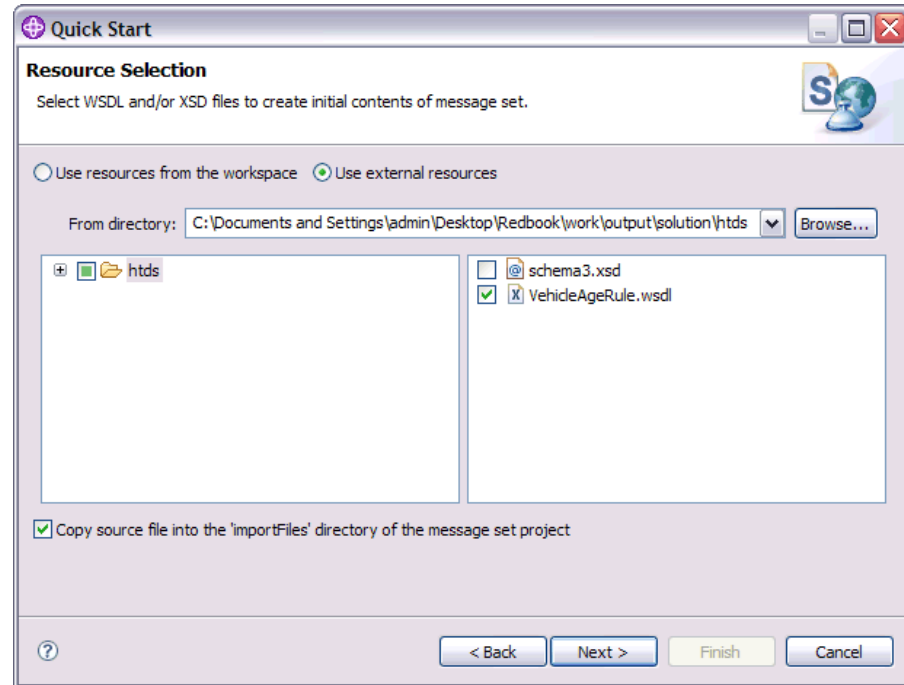 Quick Start
Resource Selection
Select WSDL and/or XSD files to create initial contents of message set.
Use resources from the workspace Use external resources
From directory: C:\Documents and Settings\admin\Desktop\Redbook\work\output\solution\htds Browse...
htds
schema3.xsd
VehicleAgeRule.wsdl
Copy source file into the 'importFiles' directory of the message set project
< Back Next > Finish Cancel